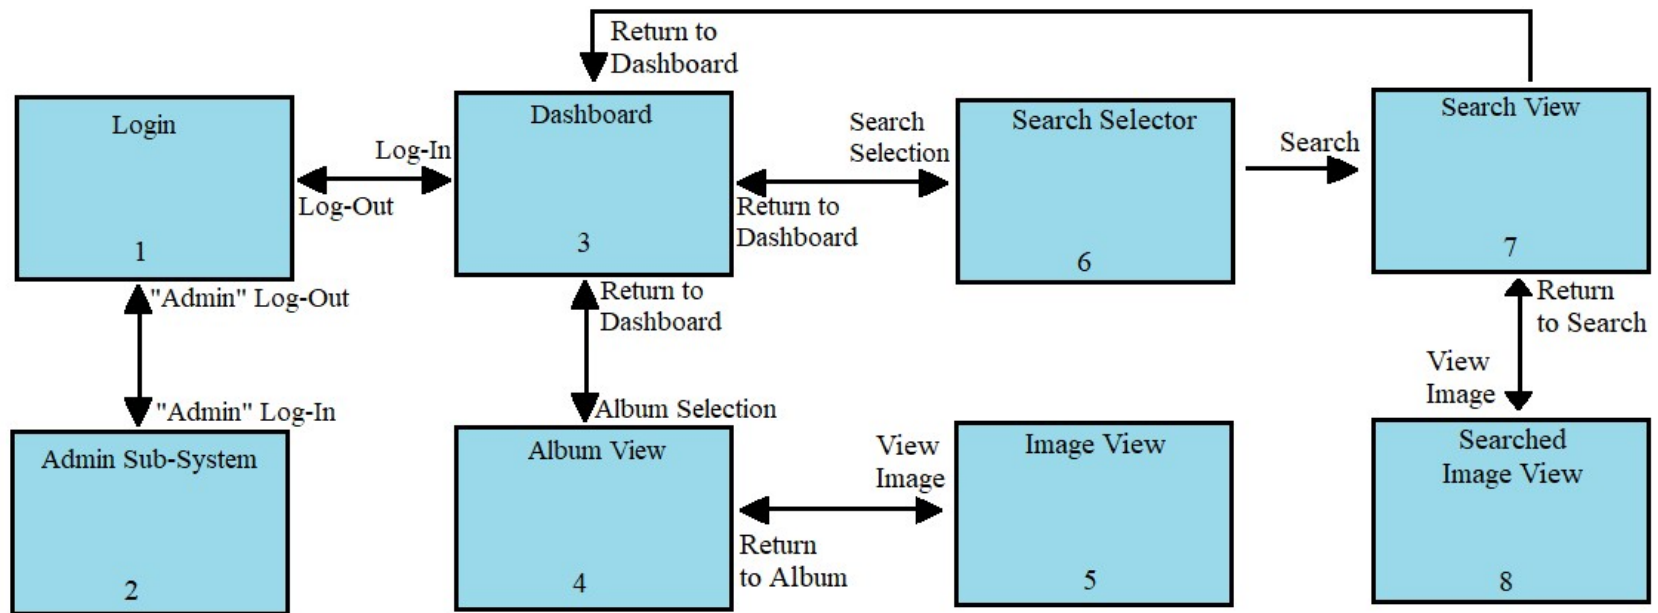 Return to
Dashboard
Login
1
Log-In
Log-Out
Dashboard
3
Search
Selection
Return to
Dashboard
Search Selector
6
Search
Search View
7
"Admin" Log-Out
"Admin" Log-In
Return to
Dashboard
Album Selection
Return
to Search
View
Image
Admin Sub-System
2
Album View
4
View
Image
Return
to Album
Image View
5
Searched
Image View
8